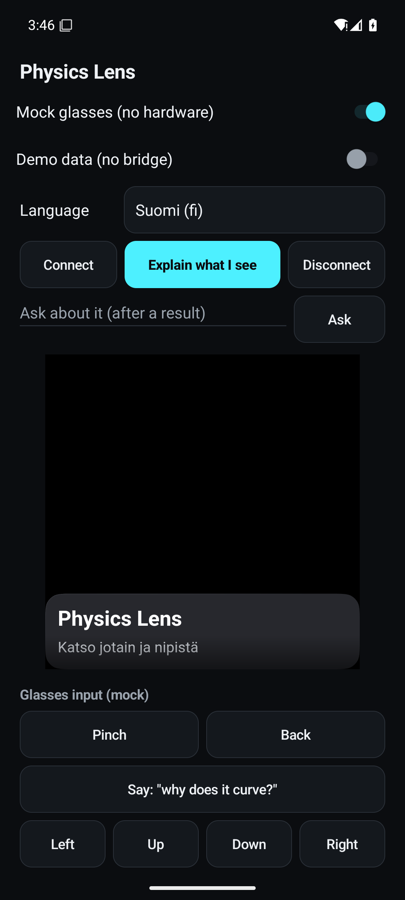 3:46
Physics Lens
Mock glasses (no hardware)
Demo data (no bridge)
Language
Suomi (fi)
Connect
Explain what I see
Disconnect
Ask about it (after a result)
Ask
Physics Lens
Katso jotain ja nipistä
Glasses input (mock)
Pinch
Back
Say: "why does it curve?"
Left
Up
Down
Right